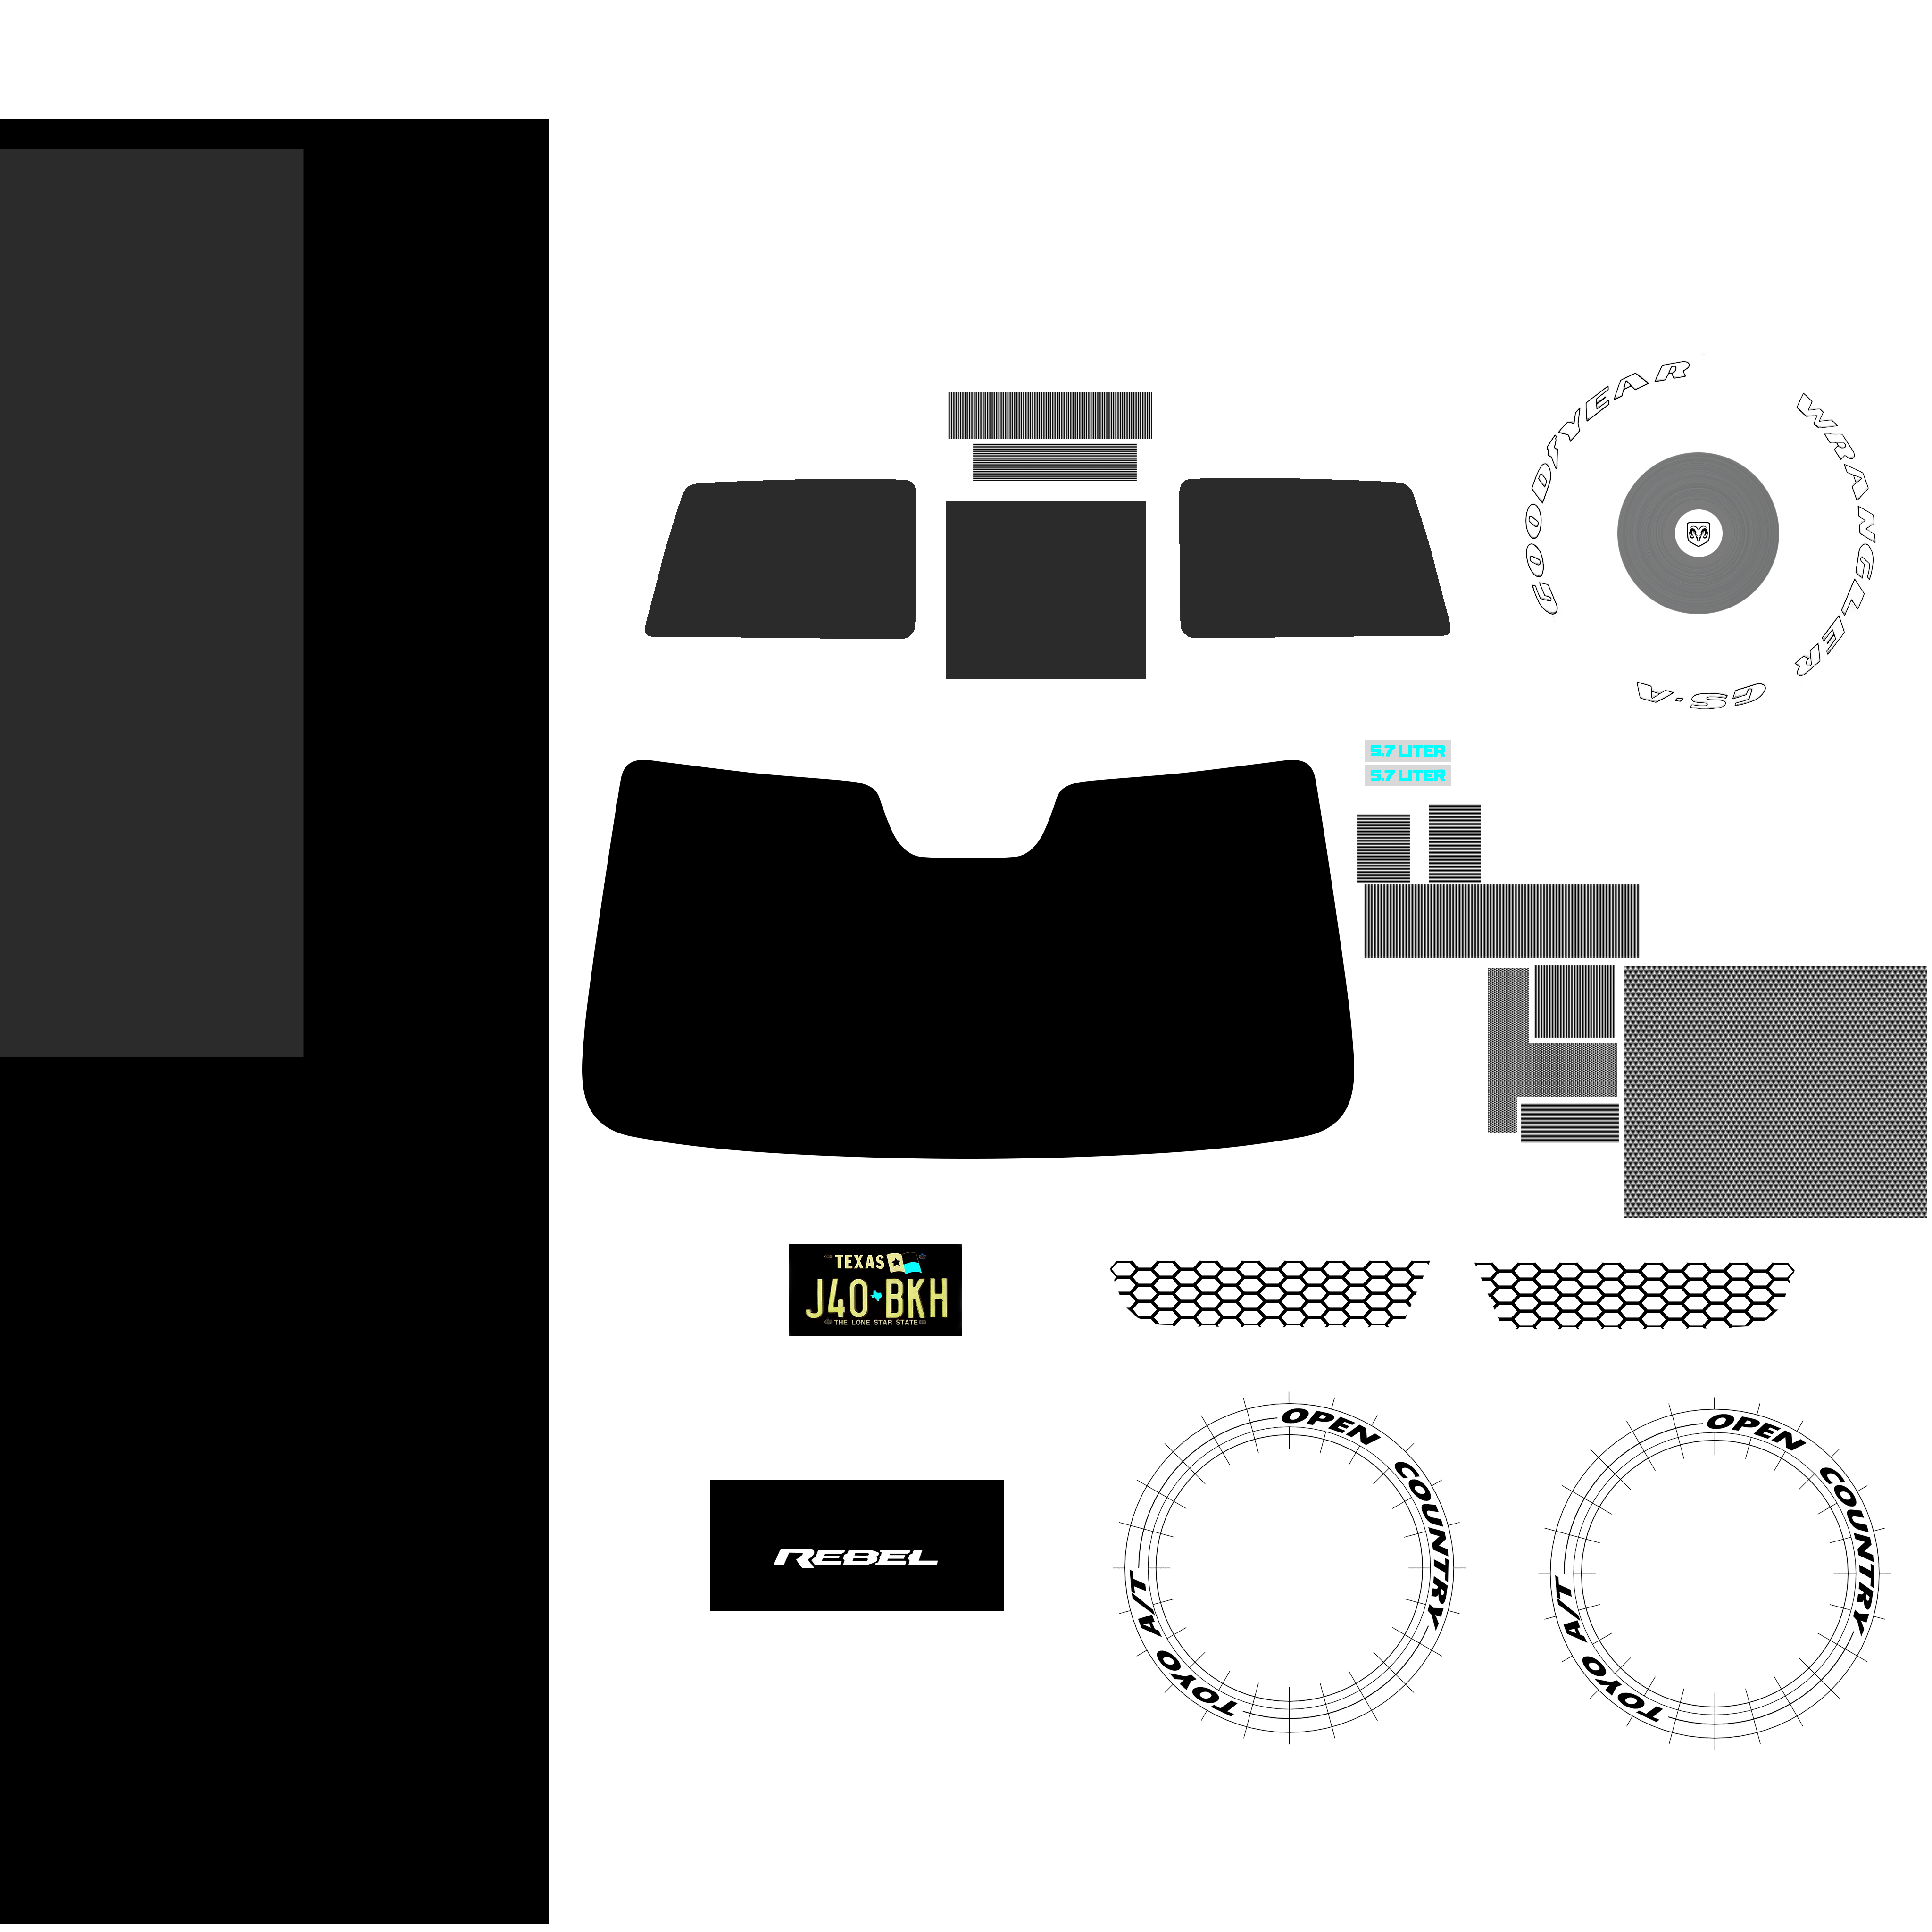 GOODYEAR
WRANGLER
GS-A
5.7 LITER
5.7 LITER
TEXAS
J40 BKH
THE LONE STAR STATE
REBEL
OPEN COUNTRY
TOYO A/T
OPEN COUNTRY
TOYO A/T